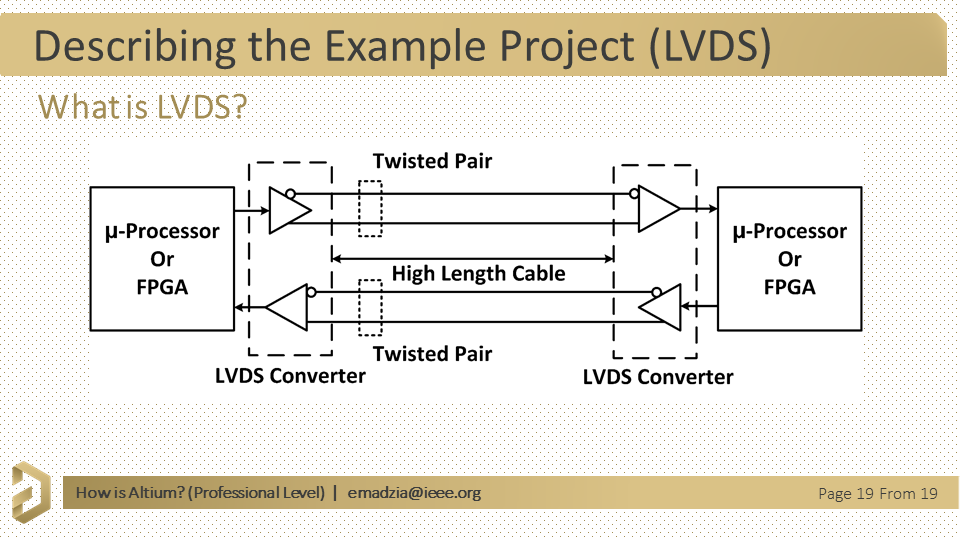 Describing the Example Project (LVDS)
What is LVDS?
Twisted Pair
µ-Processor
Or
FPGA
µ-Processor
Or
FPGA
High Length Cable
Twisted Pair
LVDS Converter
LVDS Converter
How is Altium? (Professional Level) | emadzia@ieee.org
Page 19 From 19